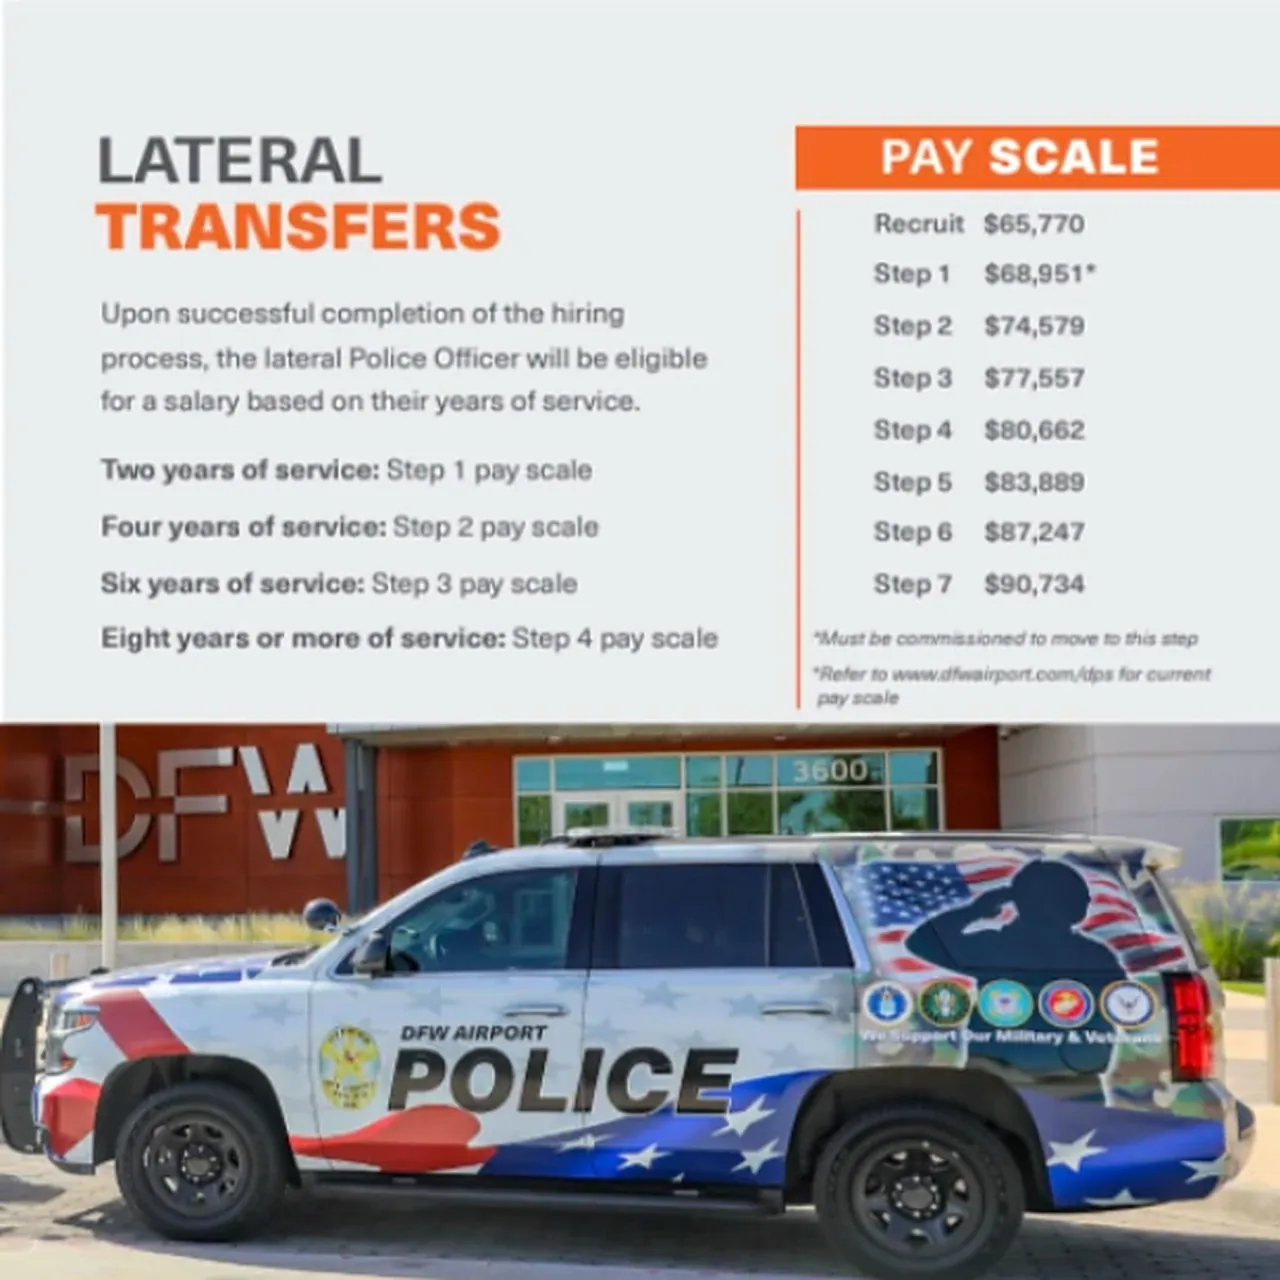 LATERAL
TRANSFERS
Upon successful completion of the hiring
process, the lateral Police Officer will be eligible
for a salary based on their years of service.
Two years of service: Step 1 pay scale
Four years of service: Step 2 pay scale
Six years of service: Step 3 pay scale
Eight years or more of service: Step 4 pay scale
PAY SCALE
Recruit $65,770
Step 1 $68,951*
Step 2 $74,579
Step 3 $77,557
Step 4 $80,662
Step 5 $83,889
Step 6 $87,247
Step 7 $90,734
*Must be commissioned to move to this step
*Refer to www.dfwairport.com/dps for current
pay scale
DFW
3600
DFW AIRPORT
POLICE
We Support Our Military & Veterans